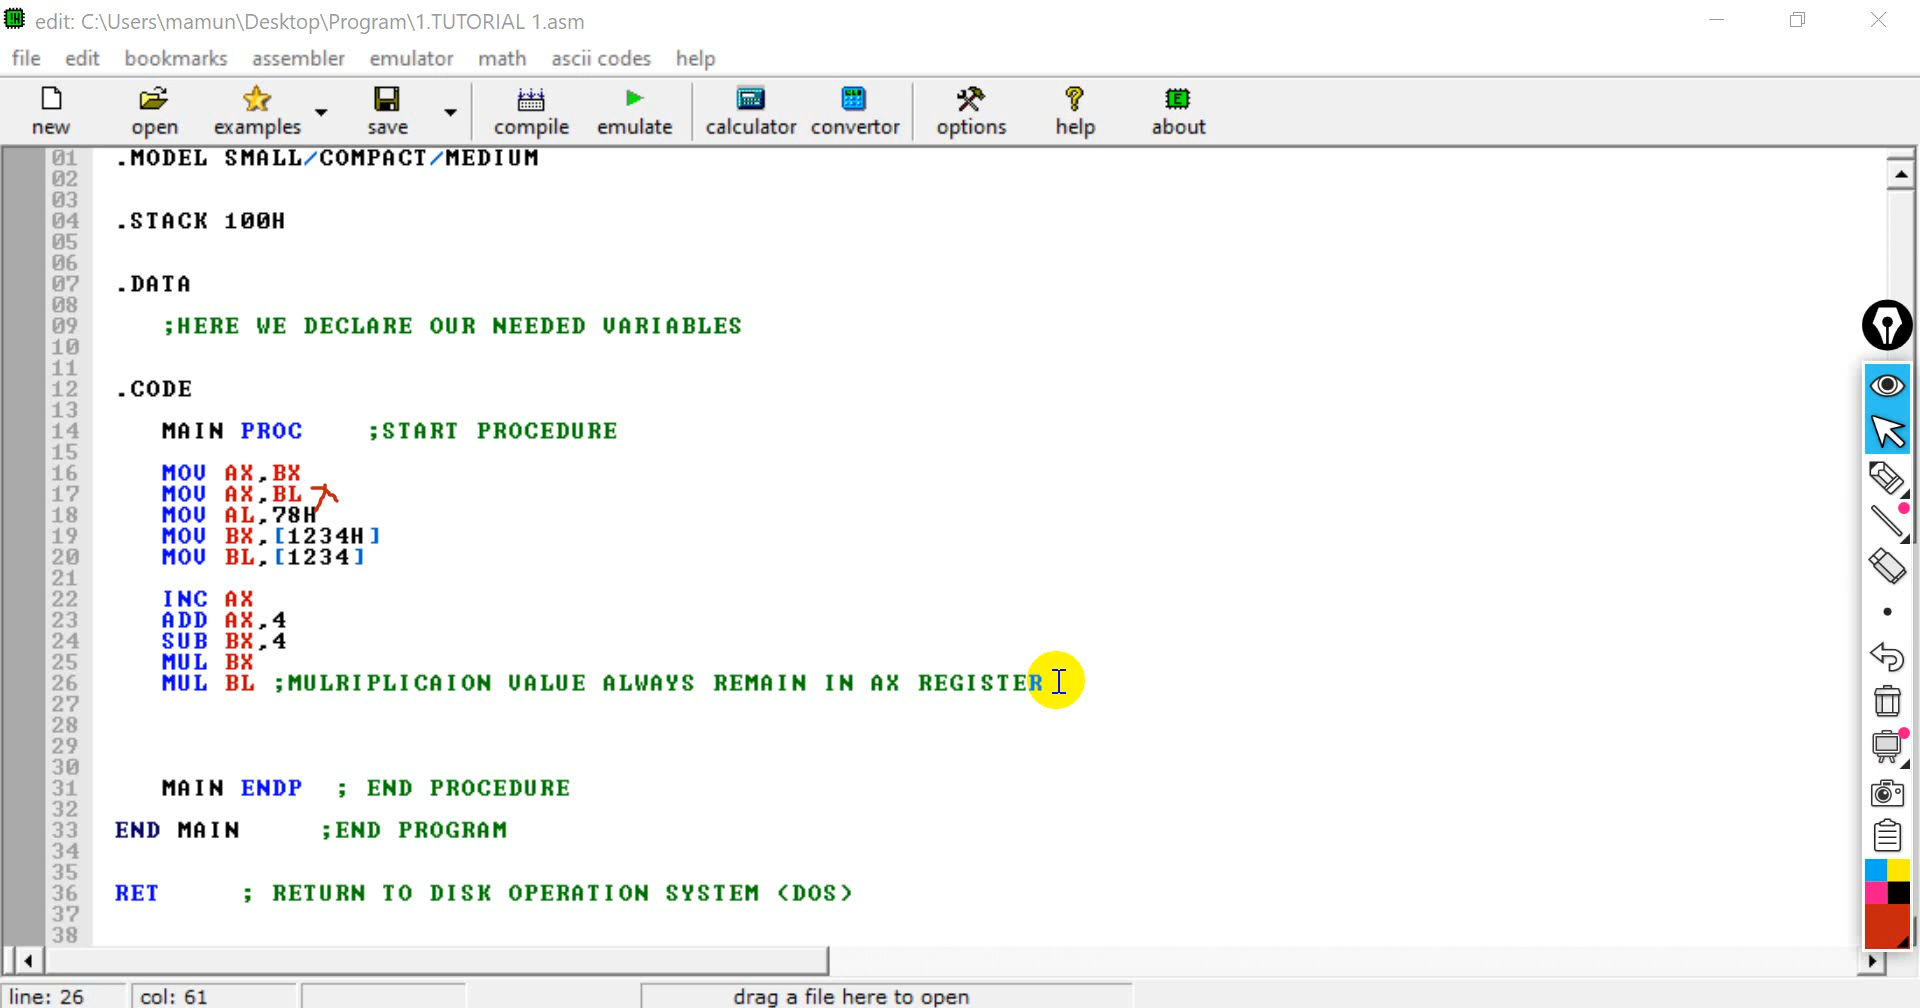 edit: C:\Users\mamun\Desktop\Program\1.TUTORIAL 1.asm
file edit bookmarks assembler emulator math ascii codes help
new open examples save compile emulate calculator convertor options help about
01 .MODEL SMALL/COMPACT/MEDIUM
02
03
04 .STACK 100H
05
06
07 .DATA
08
09 ;HERE WE DECLARE OUR NEEDED VARIABLES
10
11
12 .CODE
13
14 MAIN PROC ;START PROCEDURE
15
16 MOV AX,BX
17 MOV AX,BL
18 MOV AL,78H
19 MOV BX,[1234H]
20 MOV BL,[1234]
21
22 INC AX
23 ADD AX,4
24 SUB BX,4
25 MUL BX
26 MUL BL ;MULRIPLICAION VALUE ALWAYS REMAIN IN AX REGISTER
27
28
29
30
31 MAIN ENDP ; END PROCEDURE
32
33 END MAIN ;END PROGRAM
34
35
36 RET ; RETURN TO DISK OPERATION SYSTEM (DOS)
37
38
line: 26 col: 61 drag a file here to open